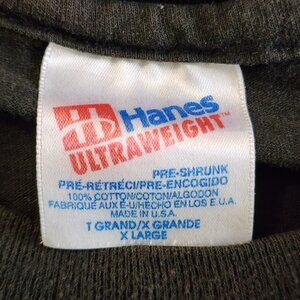 Hanes
ULTRAWEIGHT™
PRE-SHRUNK
PRÉ-RÉTRÉCI/PRE-ENCOGIDO
100% COTTON/COTON/ALGODON
FABRIQUÉ AUX É-U/HECHO EN LOS E.U.A.
MADE IN U.S.A.
T GRAND/X GRANDE
X LARGE